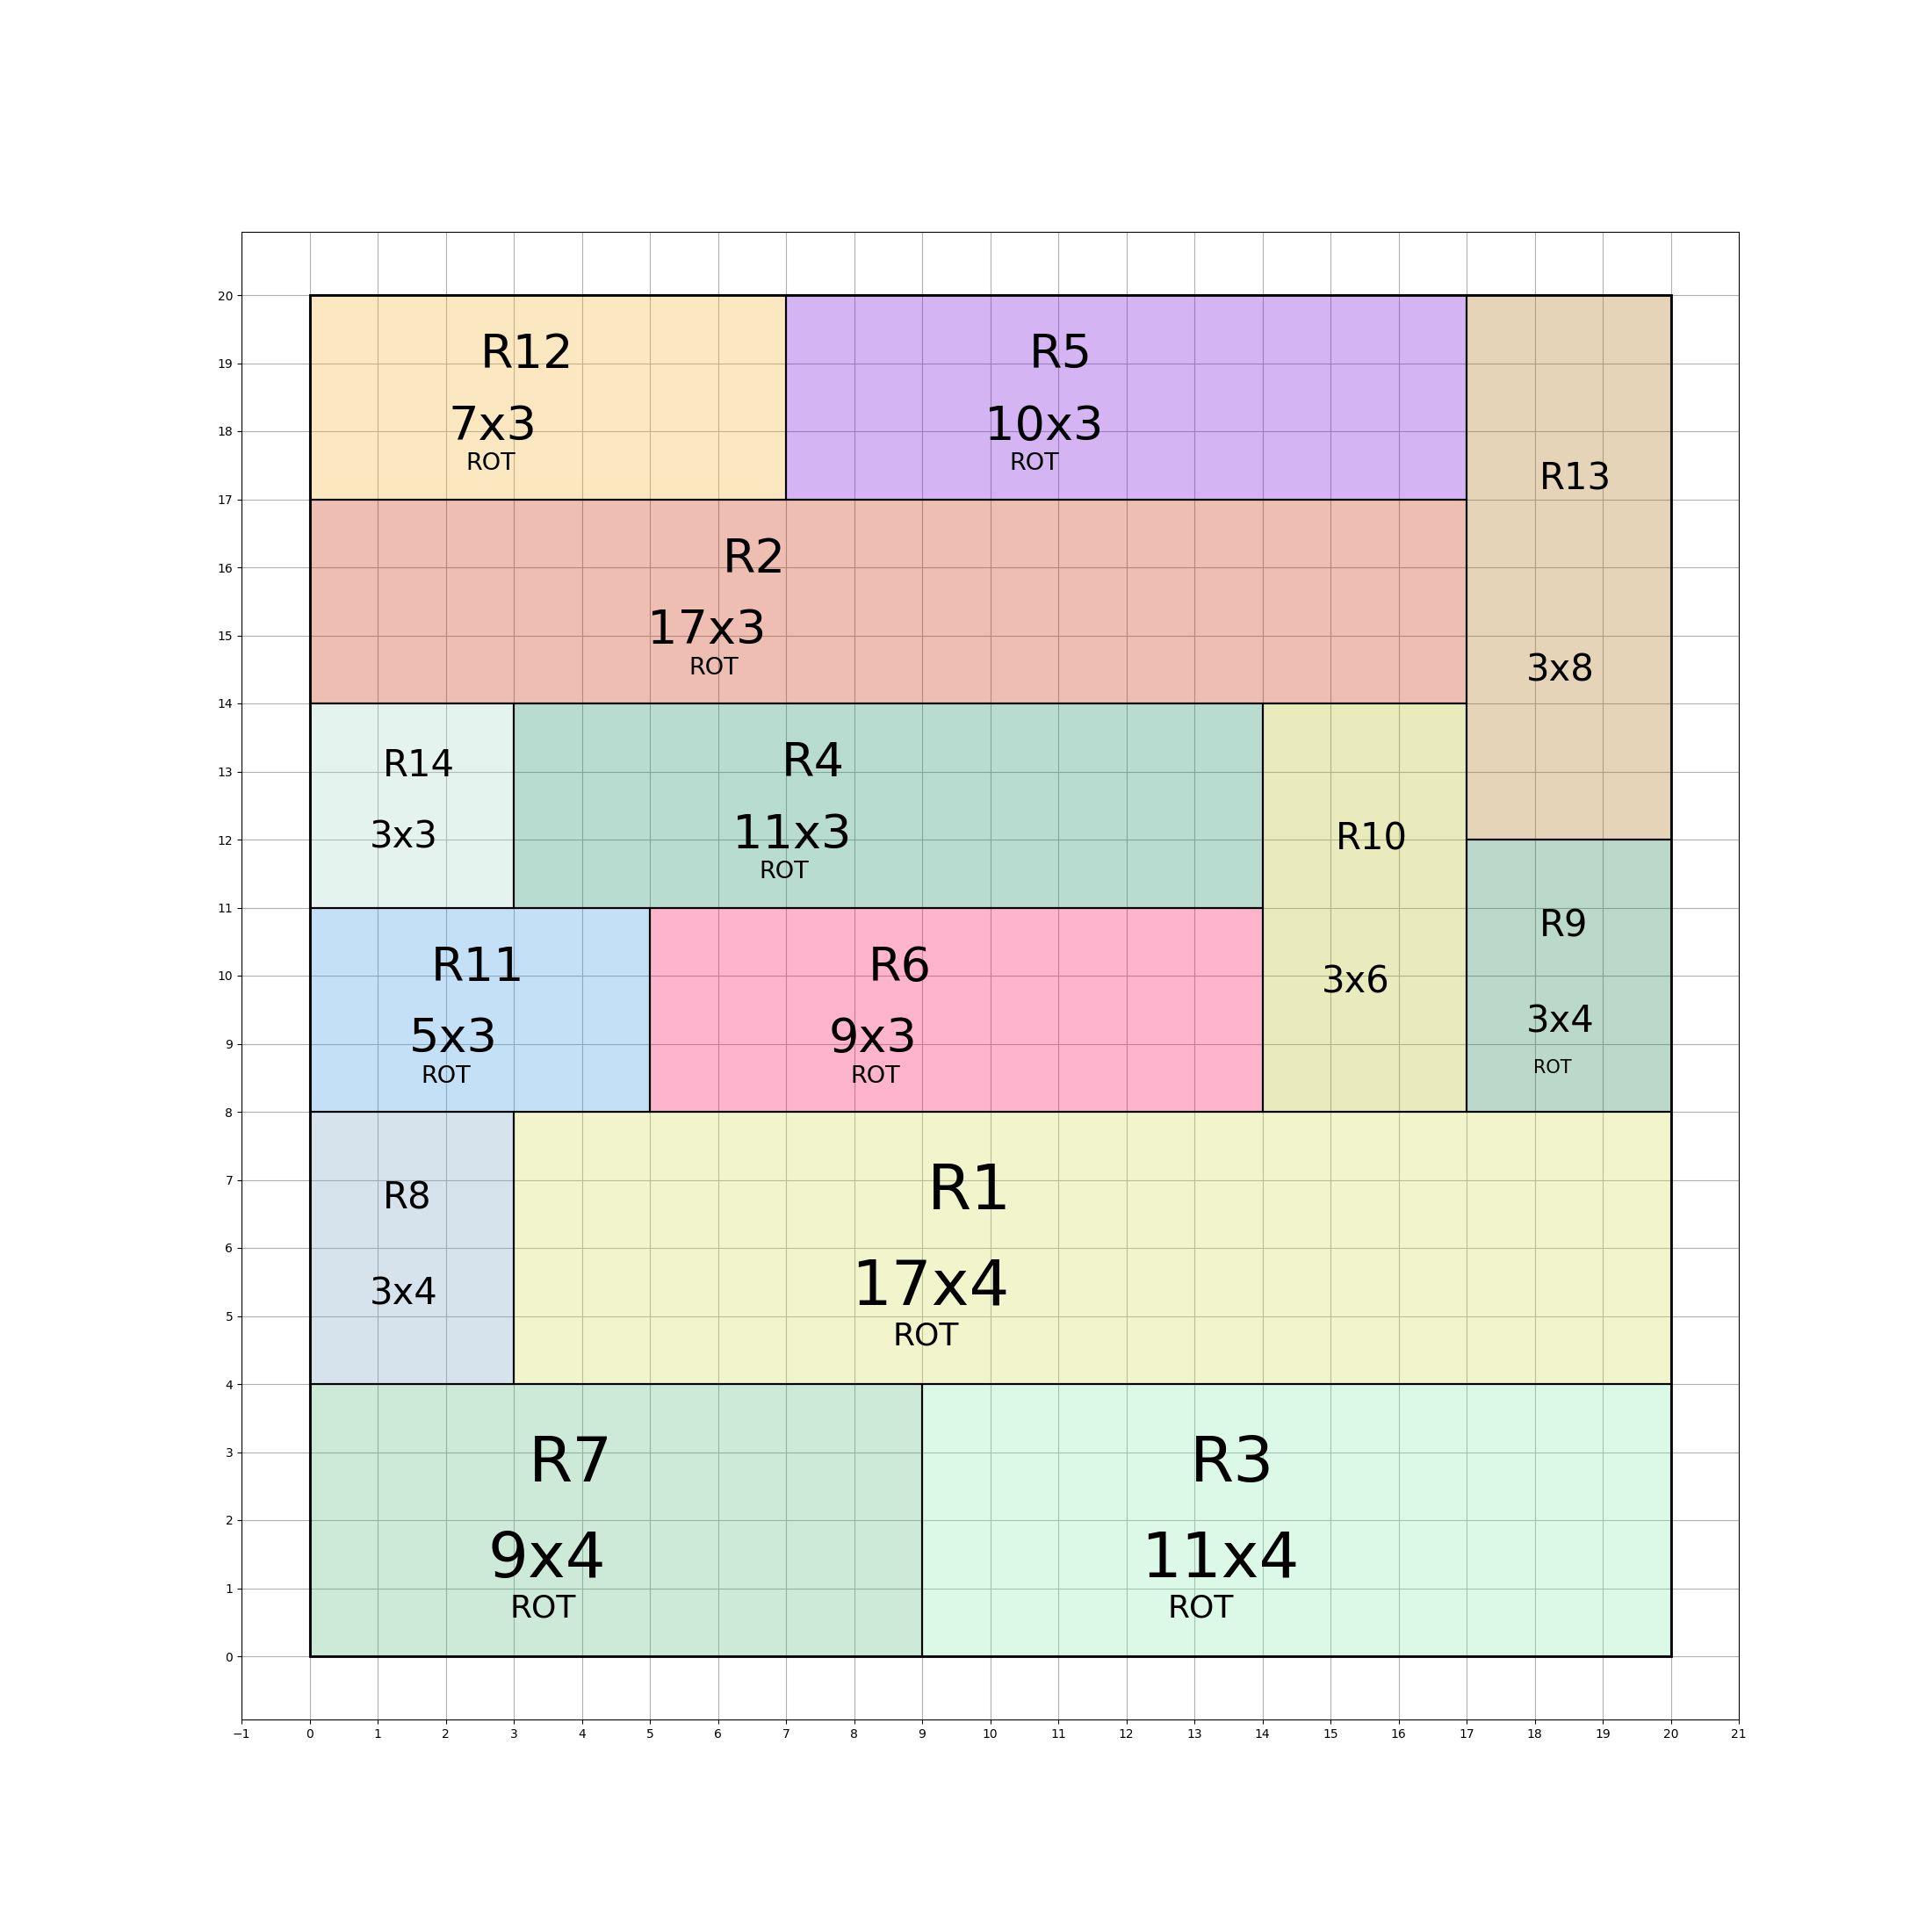 20
19
18
17
16
15
14
13
12
11
10
9
8
7
6
5
4
3
2
1
0
R12
7x3
ROT
R5
10x3
ROT
R13
3x8
R2
17x3
ROT
R14
3x3
R4
11x3
ROT
R10
3x6
R9
3x4
ROT
R11
5x3
ROT
R6
9x3
ROT
R8
3x4
R1
17x4
ROT
R7
9x4
ROT
R3
11x4
ROT
−1 0 1 2 3 4 5 6 7 8 9 10 11 12 13 14 15 16 17 18 19 20 21